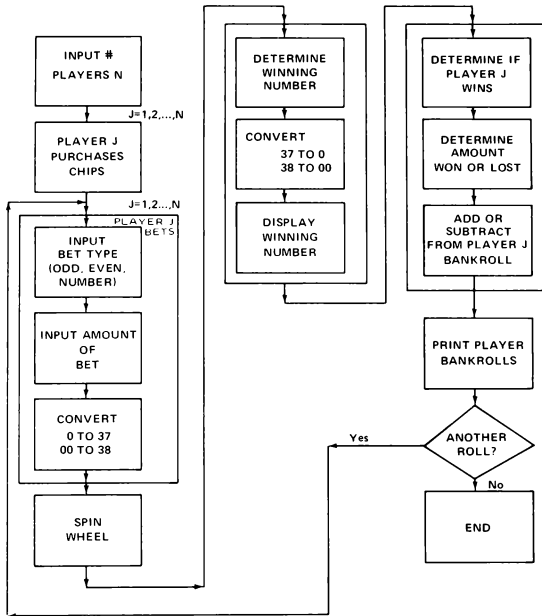 INPUT #
PLAYERS N
J=1,2,...,N
PLAYER J
PURCHASES
CHIPS
J=1,2...,N
PLAYER J
BETS
INPUT
BET TYPE
(ODD, EVEN,
NUMBER)
INPUT AMOUNT
OF
BET
CONVERT
0 TO 37
00 TO 38
SPIN
WHEEL
DETERMINE
WINNING
NUMBER
CONVERT
37 TO 0
38 TO 00
DISPLAY
WINNING
NUMBER
DETERMINE IF
PLAYER J
WINS
DETERMINE
AMOUNT
WON OR LOST
ADD OR
SUBTRACT
FROM PLAYER J
BANKROLL
PRINT PLAYER
BANKROLLS
ANOTHER
ROLL?
Yes
No
END